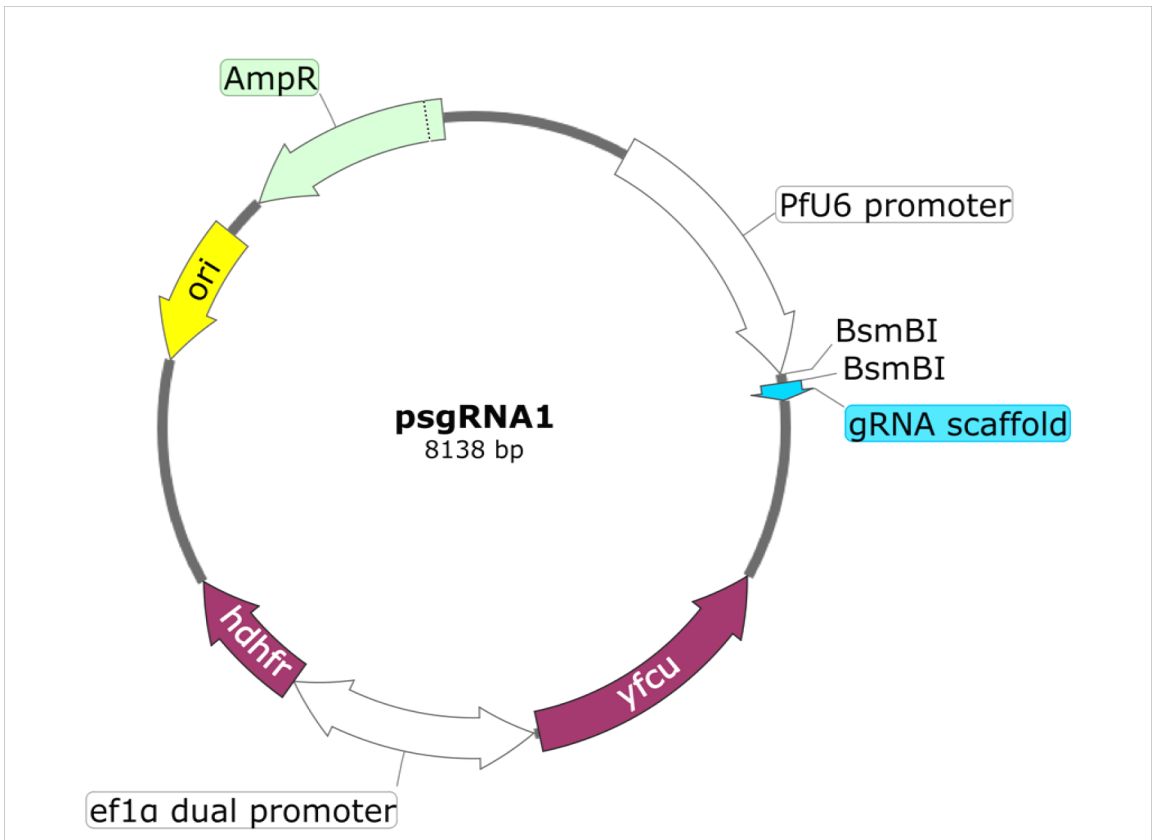 AmpR
PfU6 promoter
ori
BsmBI
BsmBI
psgRNA1
8138 bp
gRNA scaffold
hdhfr
yfcu
ef1α dual promoter